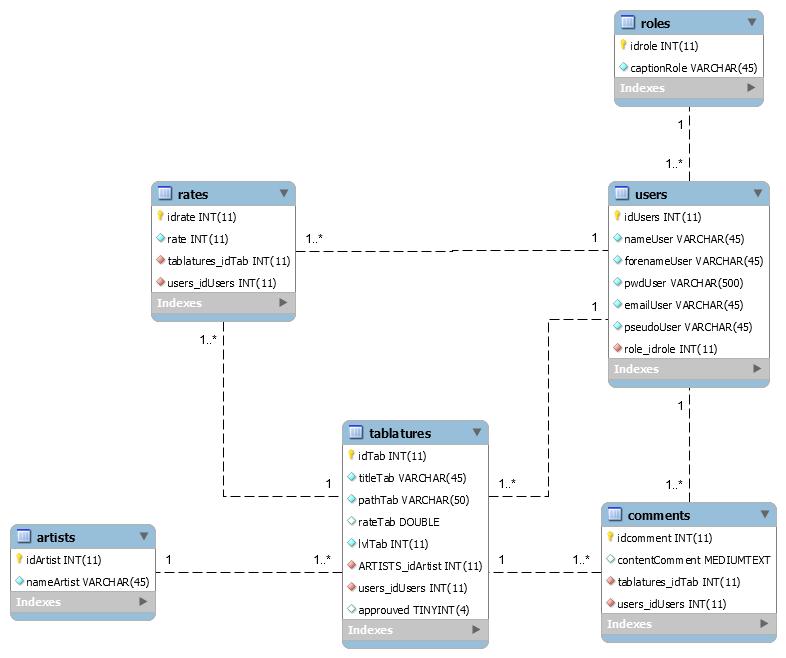 roles
idrole INT(11)
captionRole VARCHAR(45)
Indexes
1
1..*
rates
idrate INT(11)
rate INT(11)
tablatures_idTab INT(11)
users_idUsers INT(11)
Indexes
1..*
1
users
idUsers INT(11)
nameUser VARCHAR(45)
forenameUser VARCHAR(45)
pwdUser VARCHAR(500)
emailUser VARCHAR(45)
pseudoUser VARCHAR(45)
role_idrole INT(11)
Indexes
1
1..*
1
1
1..*
1..*
tablatures
idTab INT(11)
titleTab VARCHAR(45)
pathTab VARCHAR(50)
rateTab DOUBLE
lvlTab INT(11)
ARTISTS_idArtist INT(11)
users_idUsers INT(11)
approuved TINYINT(4)
Indexes
artists
idArtist INT(11)
nameArtist VARCHAR(45)
Indexes
1
1..*
1
1..*
comments
idcomment INT(11)
contentComment MEDIUMTEXT
tablatures_idTab INT(11)
users_idUsers INT(11)
Indexes